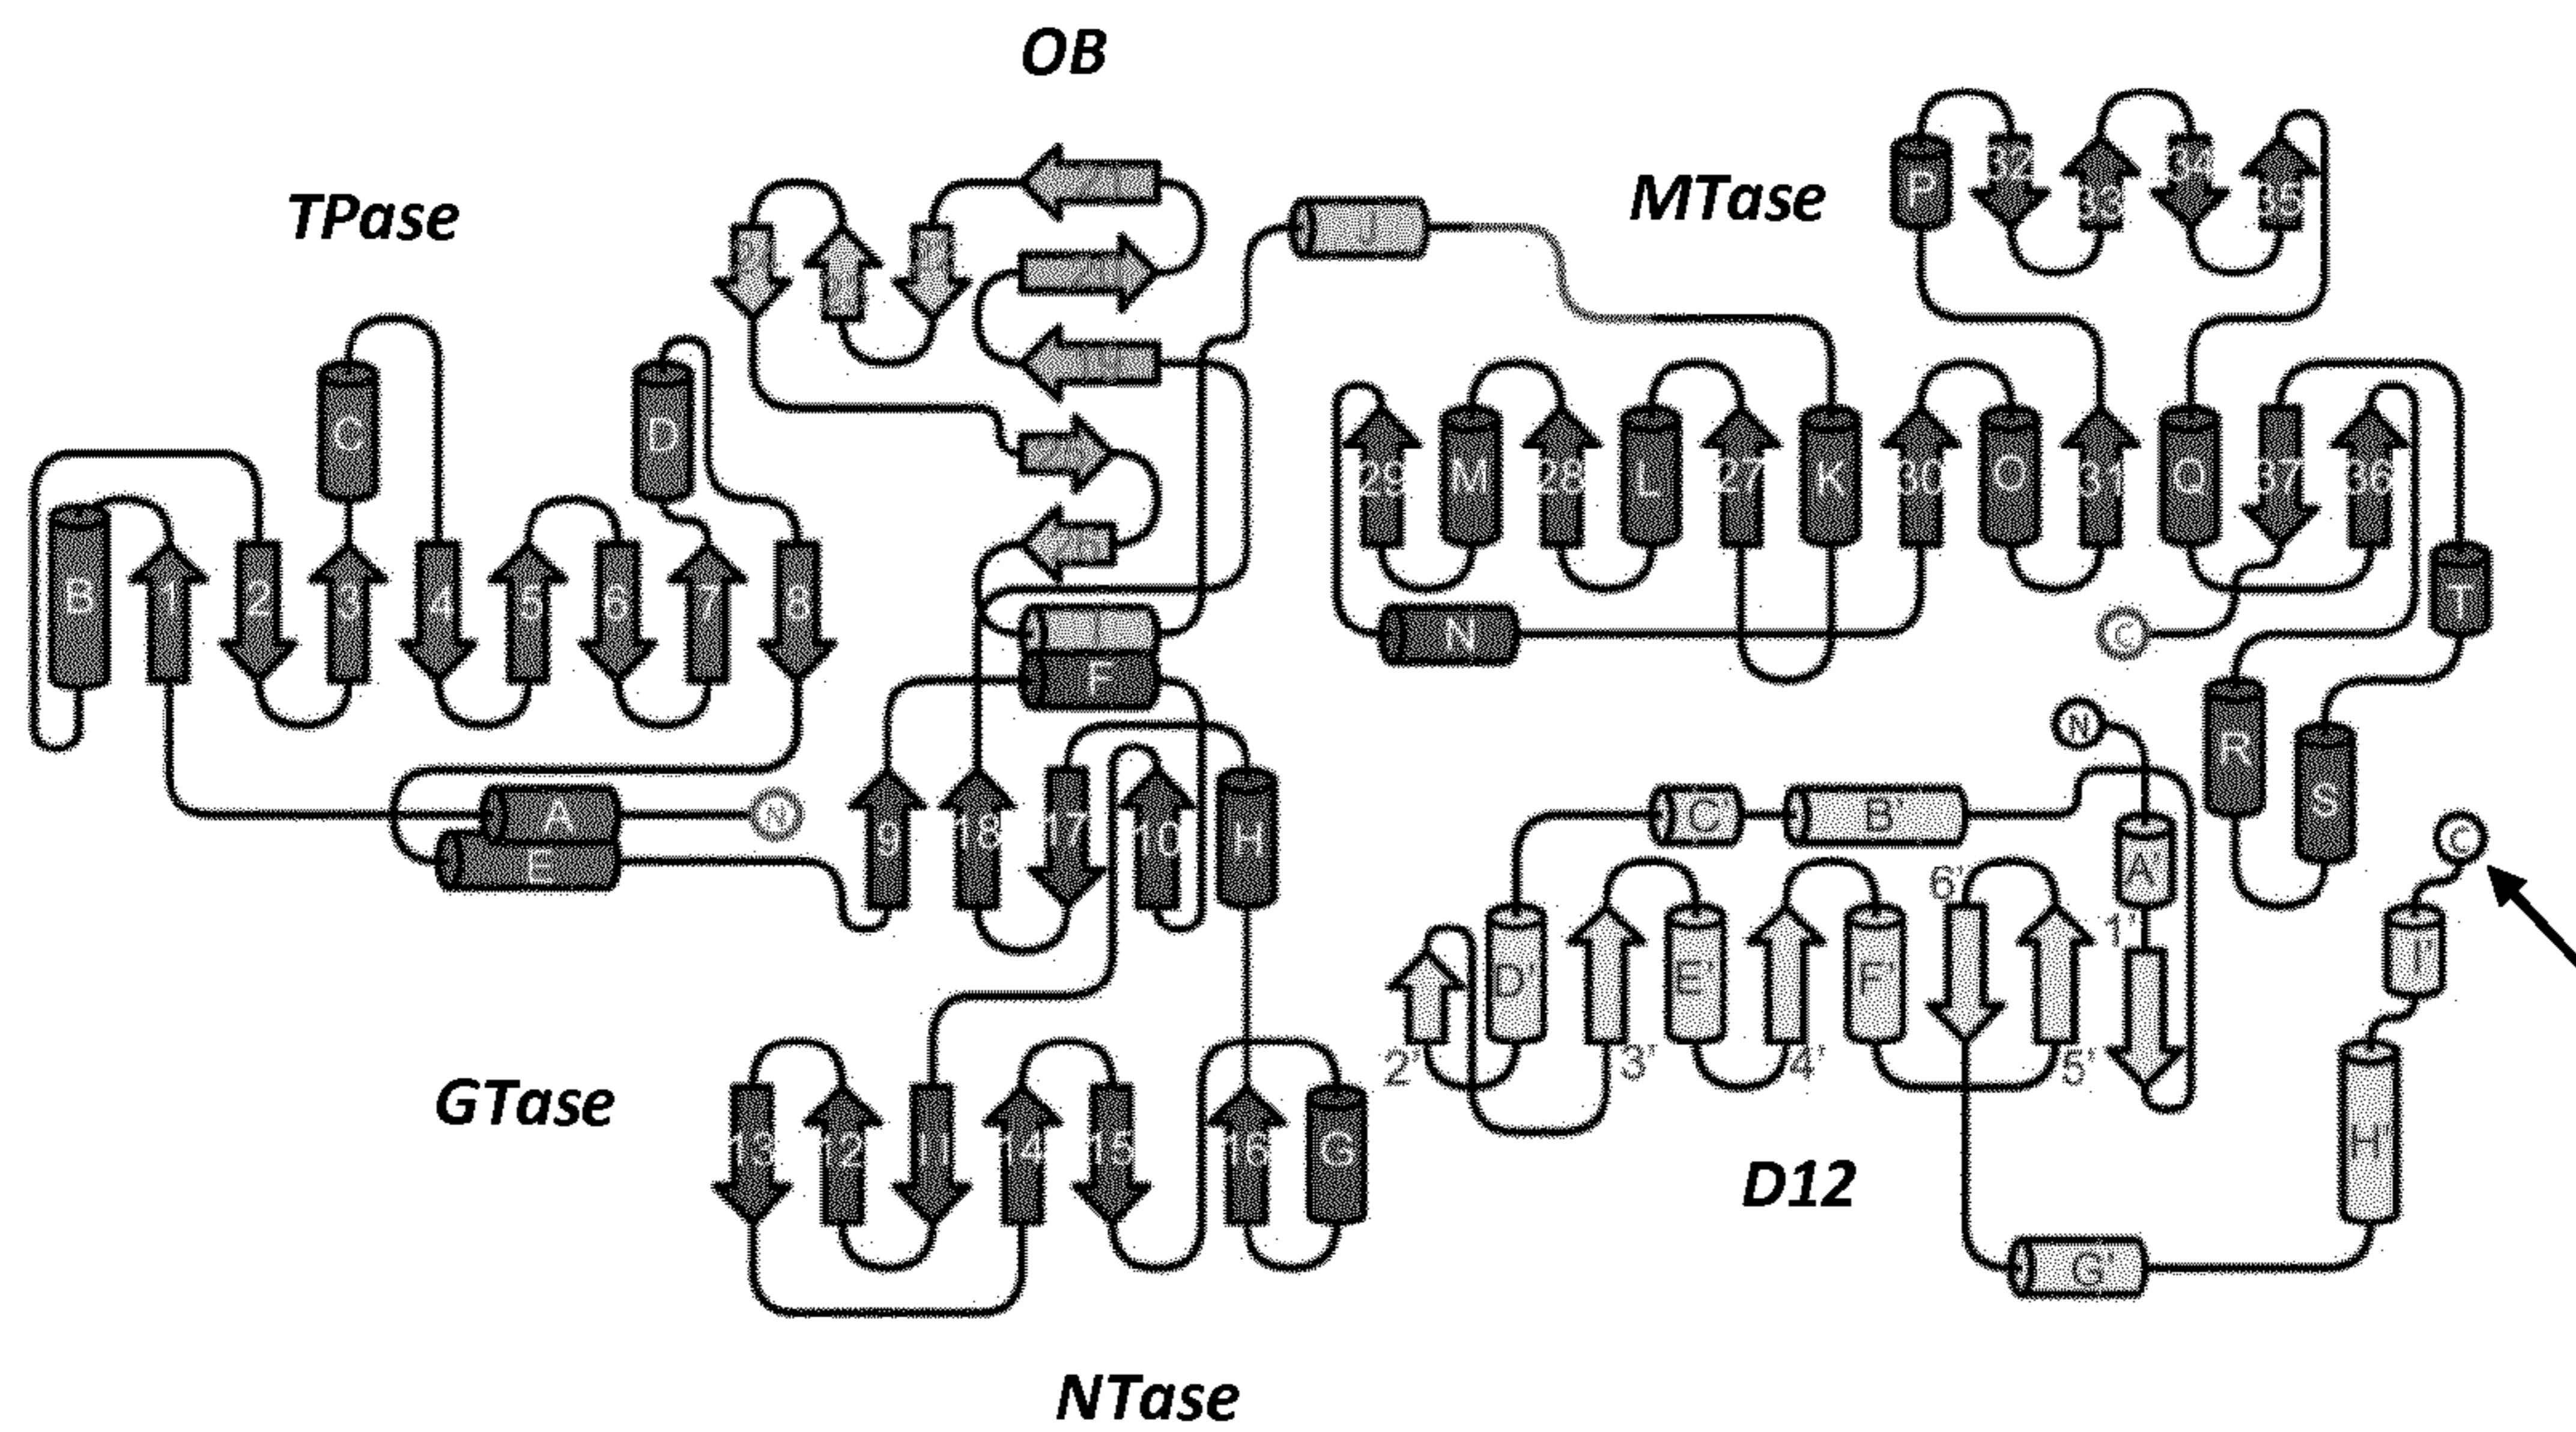 OB
TPase
MTase
P 32 33 34 35
J
C D
29 M 28 L 27 K 30 O 31 Q 37 36
B 1 2 3 4 5 6 7 8
T
I
N
C
F
N
R
S
A N
E
9 18 17 10 H
C' B'
A'
C
6'
1'
D' E' F'
I'
2' 3' 4' 5'
GTase
13 12 11 14 15 16 G
H'
D12
G'
NTase